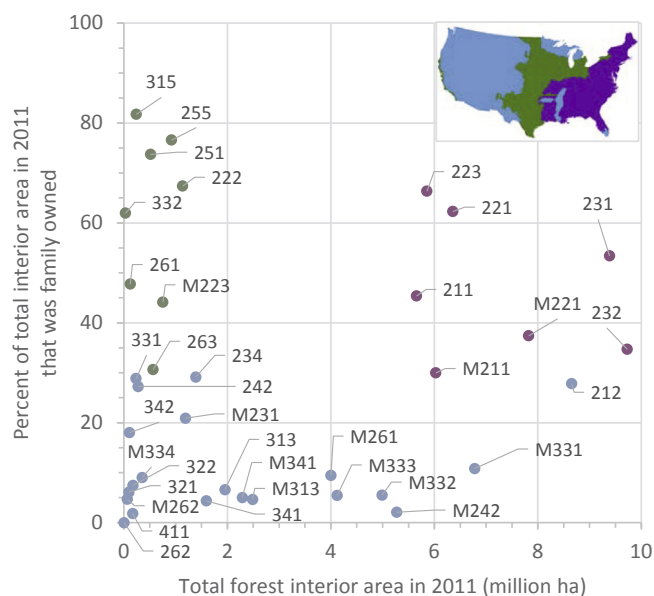 100
80
60
40
20
0
Percent of total interior area in 2011
that was family owned
315
255
251
222
332
223
221
231
261
M223
211
M221
232
331
263
234
242
M211
212
342
M231
M334
322
313
M261
M341
M333
M331
321
M262
M313
M332
411
341
M242
262
0 2 4 6 8 10
Total forest interior area in 2011 (million ha)